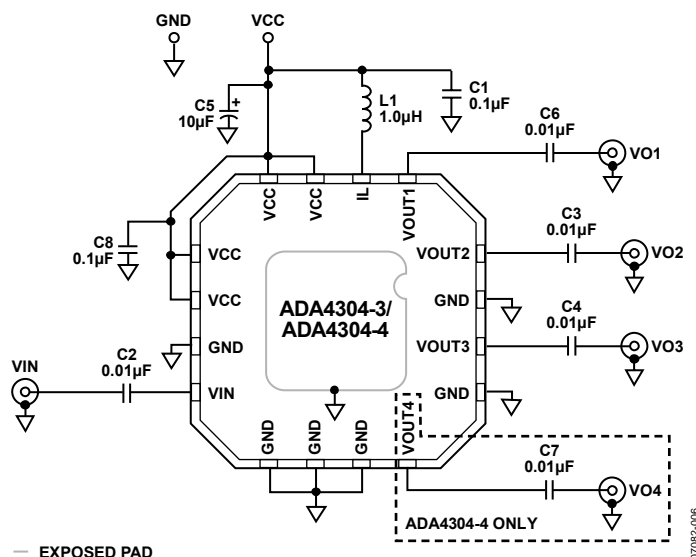 GND
VCC
C5
10µF
+
L1
1.0µH
C1
0.1µF
C6
0.01µF
VO1
VCC
VCC
IL
VOUT1
C8
0.1µF
VCC
VOUT2
C3
0.01µF
VO2
VCC
ADA4304-3/
ADA4304-4
GND
C4
0.01µF
VO3
GND
VOUT3
VIN
C2
0.01µF
VIN
GND
GND
GND
GND
VOUT4
C7
0.01µF
VO4
ADA4304-4 ONLY
EXPOSED PAD
07082-006